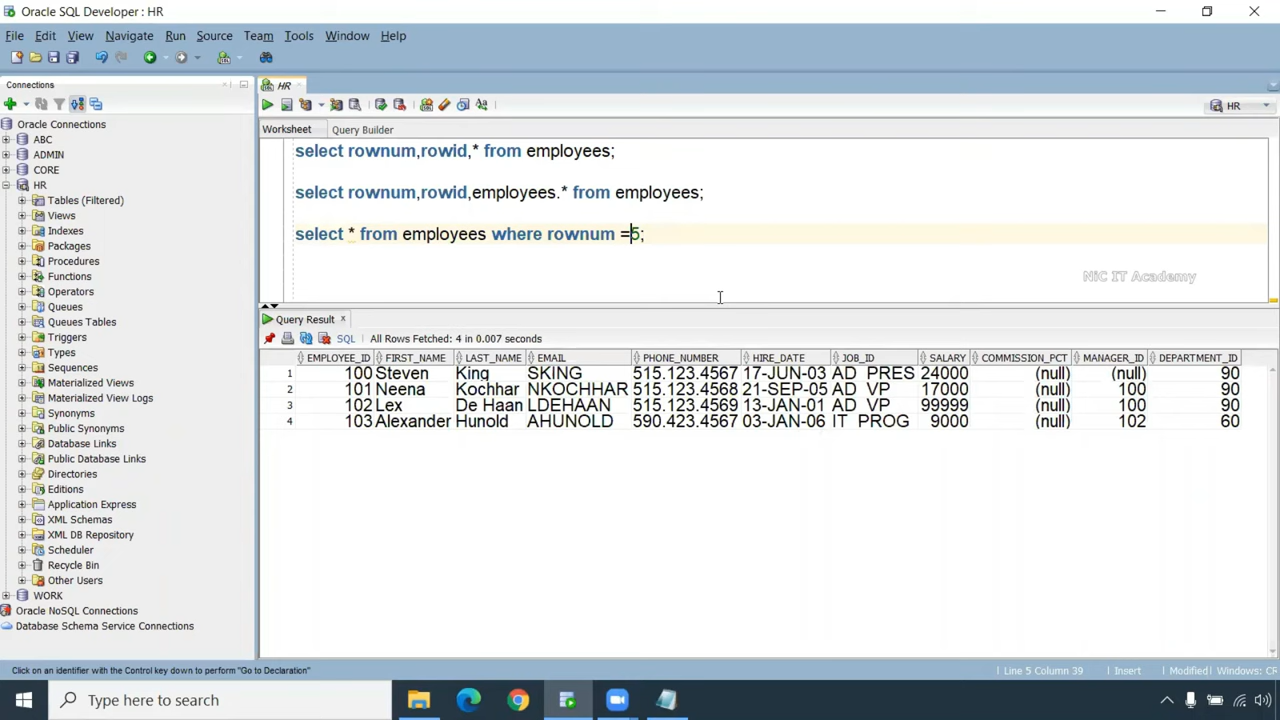 Oracle SQL Developer : HR
File Edit View Navigate Run Source Team Tools Window Help
Connections
HR
HR
Worksheet Query Builder
Oracle Connections
ABC
ADMIN
CORE
HR
Tables (Filtered)
Views
Indexes
Packages
Procedures
Functions
Operators
Queues
Queues Tables
Triggers
Types
Sequences
Materialized Views
Materialized View Logs
Synonyms
Public Synonyms
Database Links
Public Database Links
Directories
Editions
Application Express
XML Schemas
XML DB Repository
Scheduler
Recycle Bin
Other Users
WORK
Oracle NoSQL Connections
Database Schema Service Connections
select rownum,rowid,* from employees;
select rownum,rowid,employees.* from employees;
select * from employees where rownum =5;
NiC IT Academy
Query Result
SQL All Rows Fetched: 4 in 0.007 seconds
EMPLOYEE_ID FIRST_NAME LAST_NAME EMAIL PHONE_NUMBER HIRE_DATE JOB_ID SALARY COMMISSION_PCT MANAGER_ID DEPARTMENT_ID
1 100 Steven King SKING 515.123.4567 17-JUN-03 AD_PRES 24000 (null) (null) 90
2 101 Neena Kochhar NKOCHHAR 515.123.4568 21-SEP-05 AD_VP 17000 (null) 100 90
3 102 Lex De Haan LDEHAAN 515.123.4569 13-JAN-01 AD_VP 99999 (null) 100 90
4 103 Alexander Hunold AHUNOLD 590.423.4567 03-JAN-06 IT_PROG 9000 (null) 102 60
Click on an identifier with the Control key down to perform "Go to Declaration"
Line 5 Column 39 Insert Modified Windows: CR
Type here to search